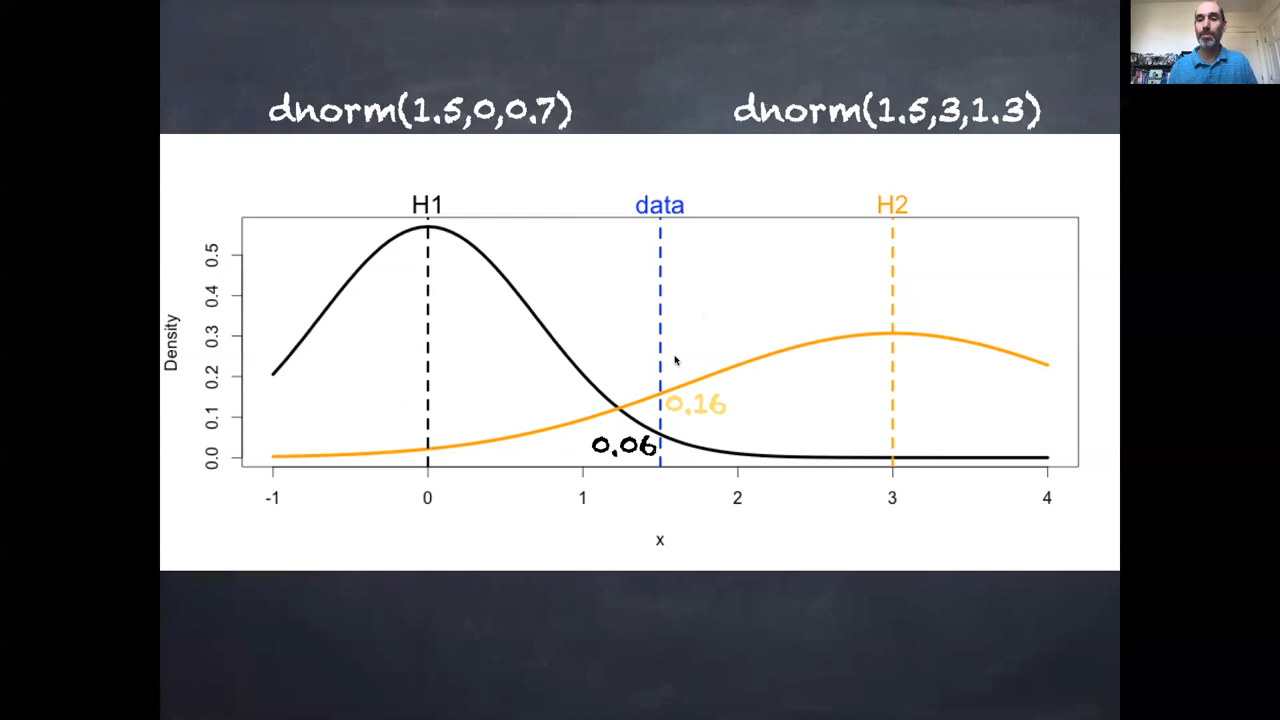 dnorm(1.5,0,0.7) dnorm(1.5,3,1.3)
H1 data H2
0.5
0.4
0.3
0.2
0.1
0.0
Density
0.16
0.06
-1 0 1 2 3 4
x